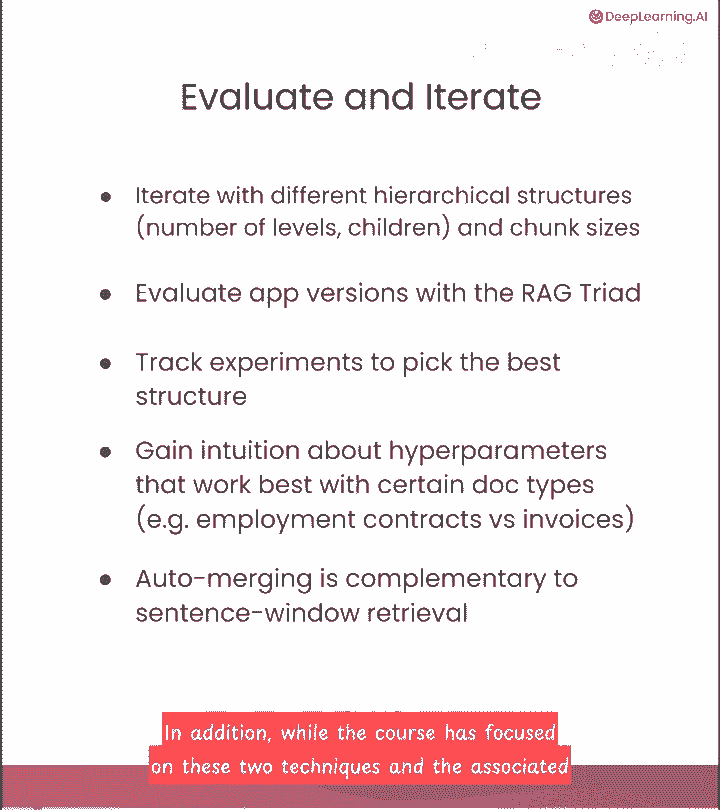 DeepLearning.AI
Evaluate and Iterate
● Iterate with different hierarchical structures
(number of levels, children) and chunk sizes
● Evaluate app versions with the RAG Triad
● Track experiments to pick the best
structure
● Gain intuition about hyperparameters
that work best with certain doc types
(e.g. employment contracts vs invoices)
● Auto-merging is complementary to
sentence-window retrieval
In addition, while the course has focused
on these two techniques and the associated